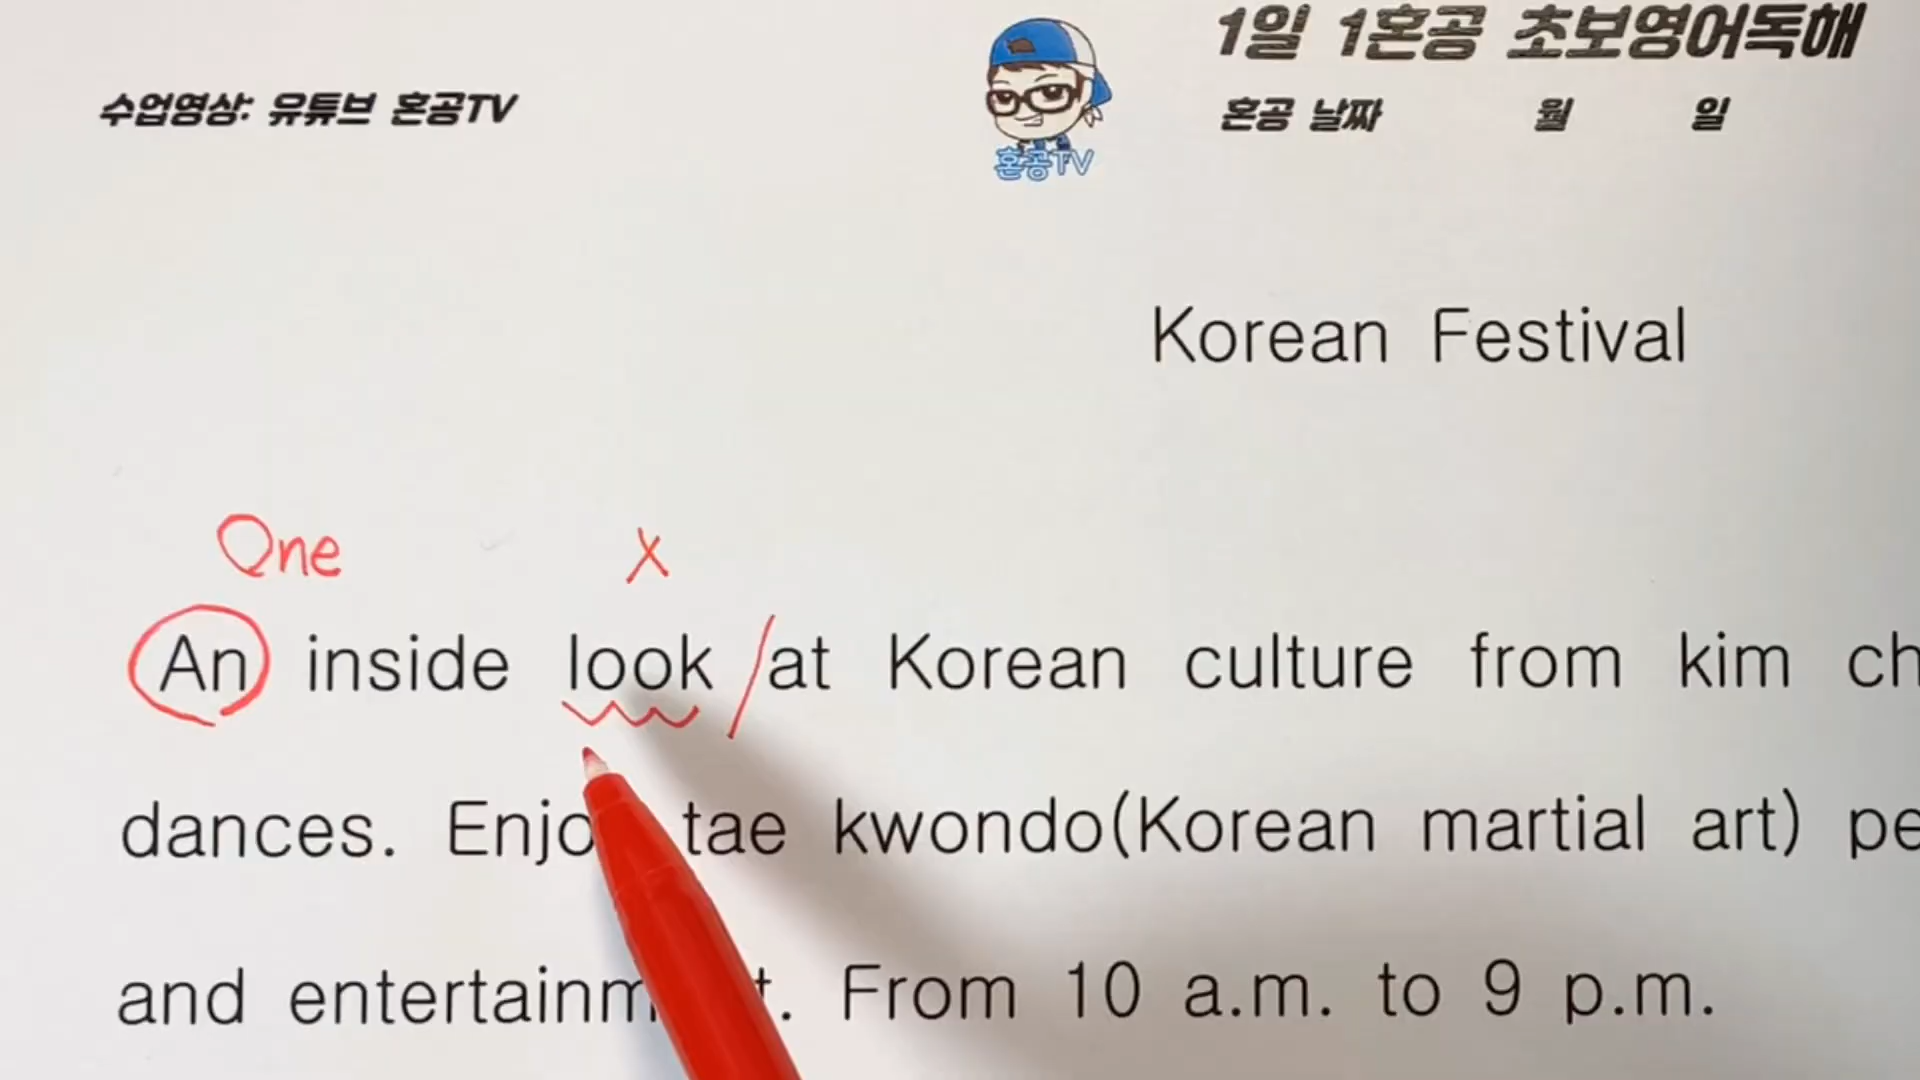 1일 1혼공 초보영어독해
수업영상: 유튜브 혼공TV
혼공 날짜 월 일
혼공TV
Korean Festival
One X
An inside look / at Korean culture from kim
dances. tae kwondo(Korean martial art)
and From 10 a.m. to 9 p.m.